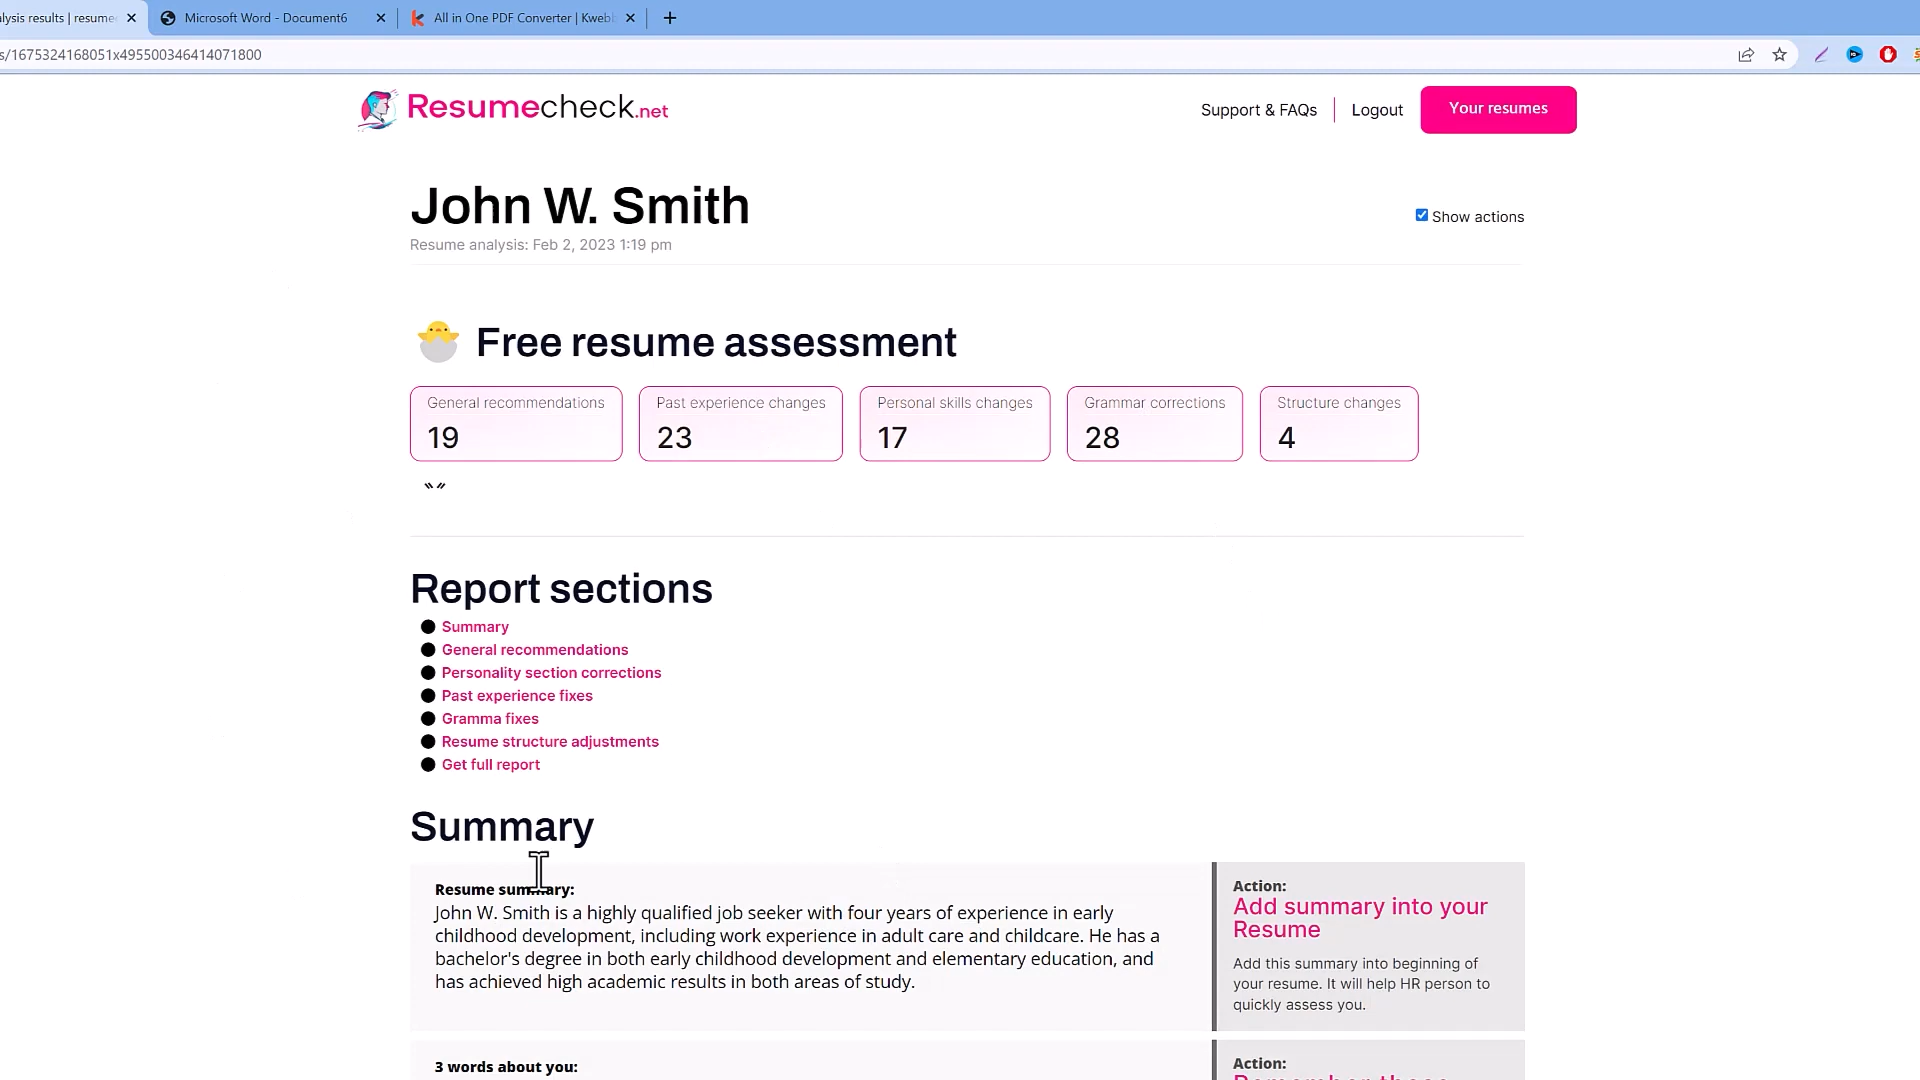 alysis results | resume
Microsoft Word - Document6
All in One PDF Converter | Kweb
s/1675324168051x495500346414071800
Resumecheck.net
Support & FAQs
Logout
Your resumes
John W. Smith
Show actions
Resume analysis: Feb 2, 2023 1:19 pm
Free resume assessment
General recommendations
19
Past experience changes
23
Personal skills changes
17
Grammar corrections
28
Structure changes
4
Report sections
Summary
General recommendations
Personality section corrections
Past experience fixes
Gramma fixes
Resume structure adjustments
Get full report
Summary
Resume summary:
John W. Smith is a highly qualified job seeker with four years of experience in early
childhood development, including work experience in adult care and childcare. He has a
bachelor's degree in both early childhood development and elementary education, and
has achieved high academic results in both areas of study.
Action:
Add summary into your
Resume
Add this summary into beginning of
your resume. It will help HR person to
quickly assess you.
3 words about you:
Action: